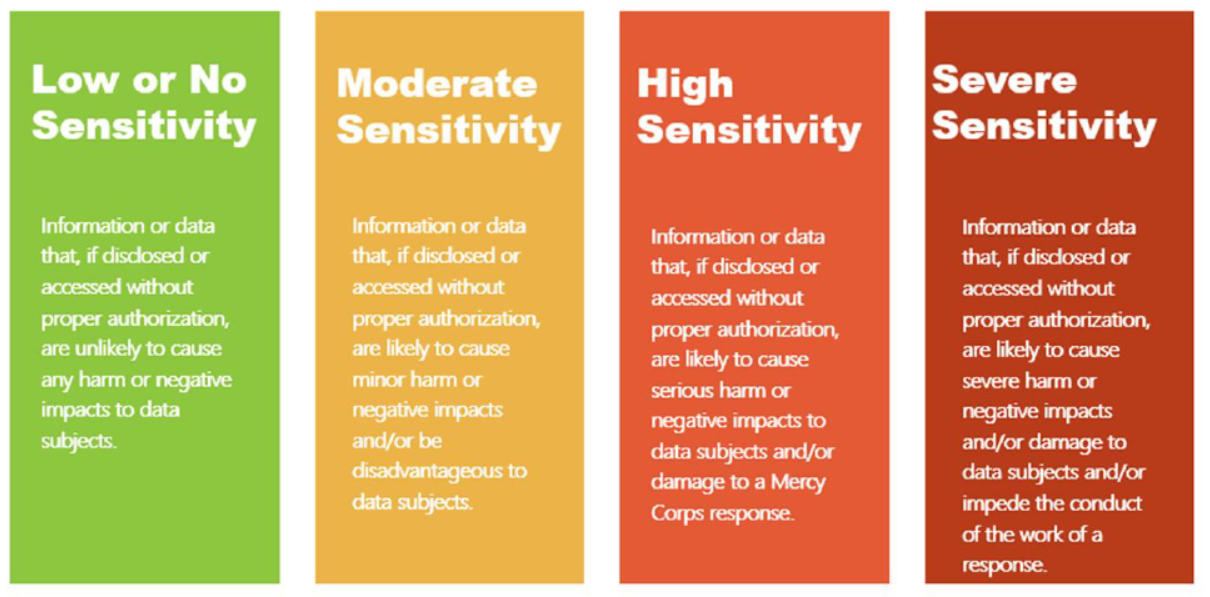 Low or No
Sensitivity
Information or data
that, if disclosed or
accessed without
proper authorization,
are unlikely to cause
any harm or negative
impacts to data
subjects.
Moderate
Sensitivity
Information or data
that, if disclosed or
accessed without
proper authorization,
are likely to cause
minor harm or
negative impacts
and/or be
disadvantageous to
data subjects.
High
Sensitivity
Information or data
that, if disclosed or
accessed without
proper authorization,
are likely to cause
serious harm or
negative impacts to
data subjects and/or
damage to a Mercy
Corps response.
Severe
Sensitivity
Information or data
that, if disclosed or
accessed without
proper authorization,
are likely to cause
severe harm or
negative impacts
and/or damage to
data subjects and/or
impede the conduct
of the work of a
response.